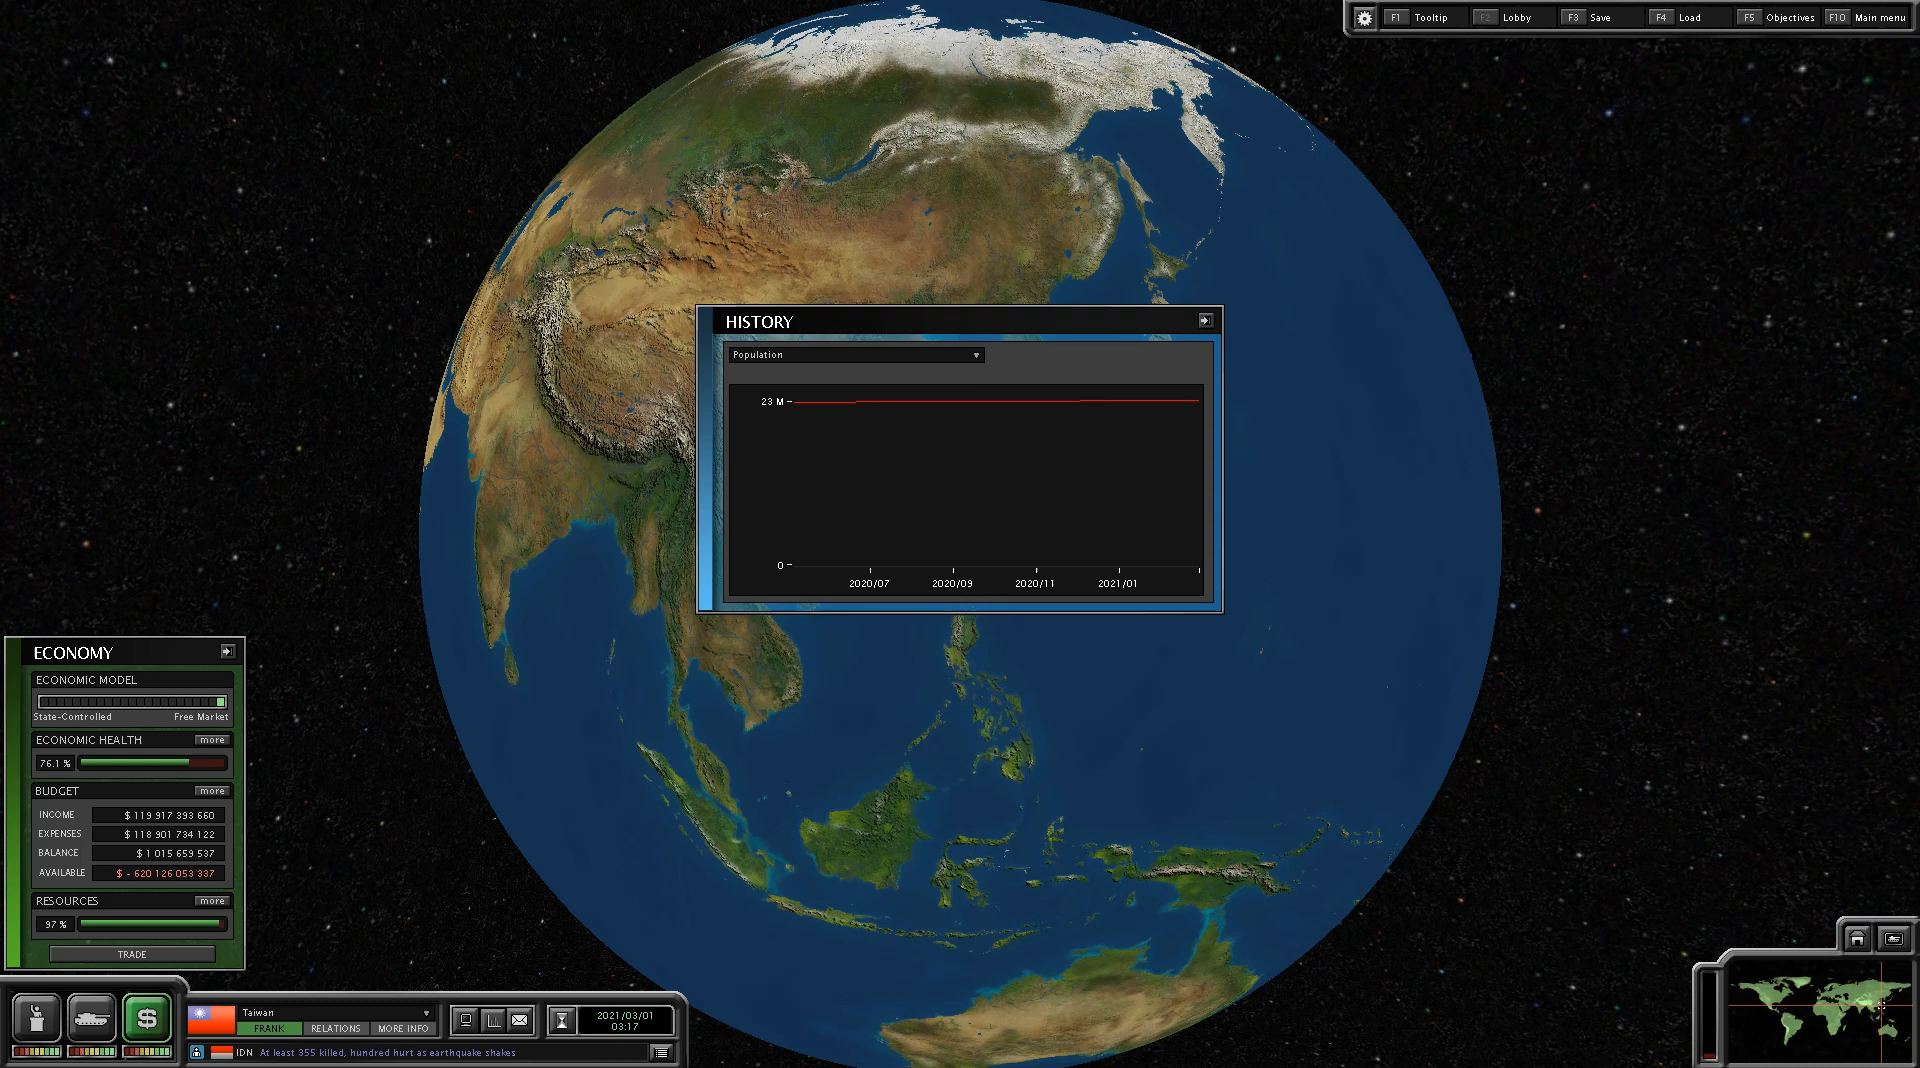 F1 Tooltip F2 Lobby F3 Save F4 Load F5 Objectives F10 Main menu
HISTORY
Population
23 M
0
2020/07 2020/09 2020/11 2021/01
ECONOMY
ECONOMIC MODEL
State-Controlled Free Market
ECONOMIC HEALTH more
76.1 %
BUDGET more
INCOME $ 119 917 393 660
EXPENSES $ 118 901 734 122
BALANCE $ 1 015 659 537
AVAILABLE $ - 620 126 053 337
RESOURCES more
97 %
TRADE
$
Taiwan
FRANK RELATIONS MORE INFO
2021/03/01
03:17
IDN At least 355 killed, hundred hurt as earthquake shakes